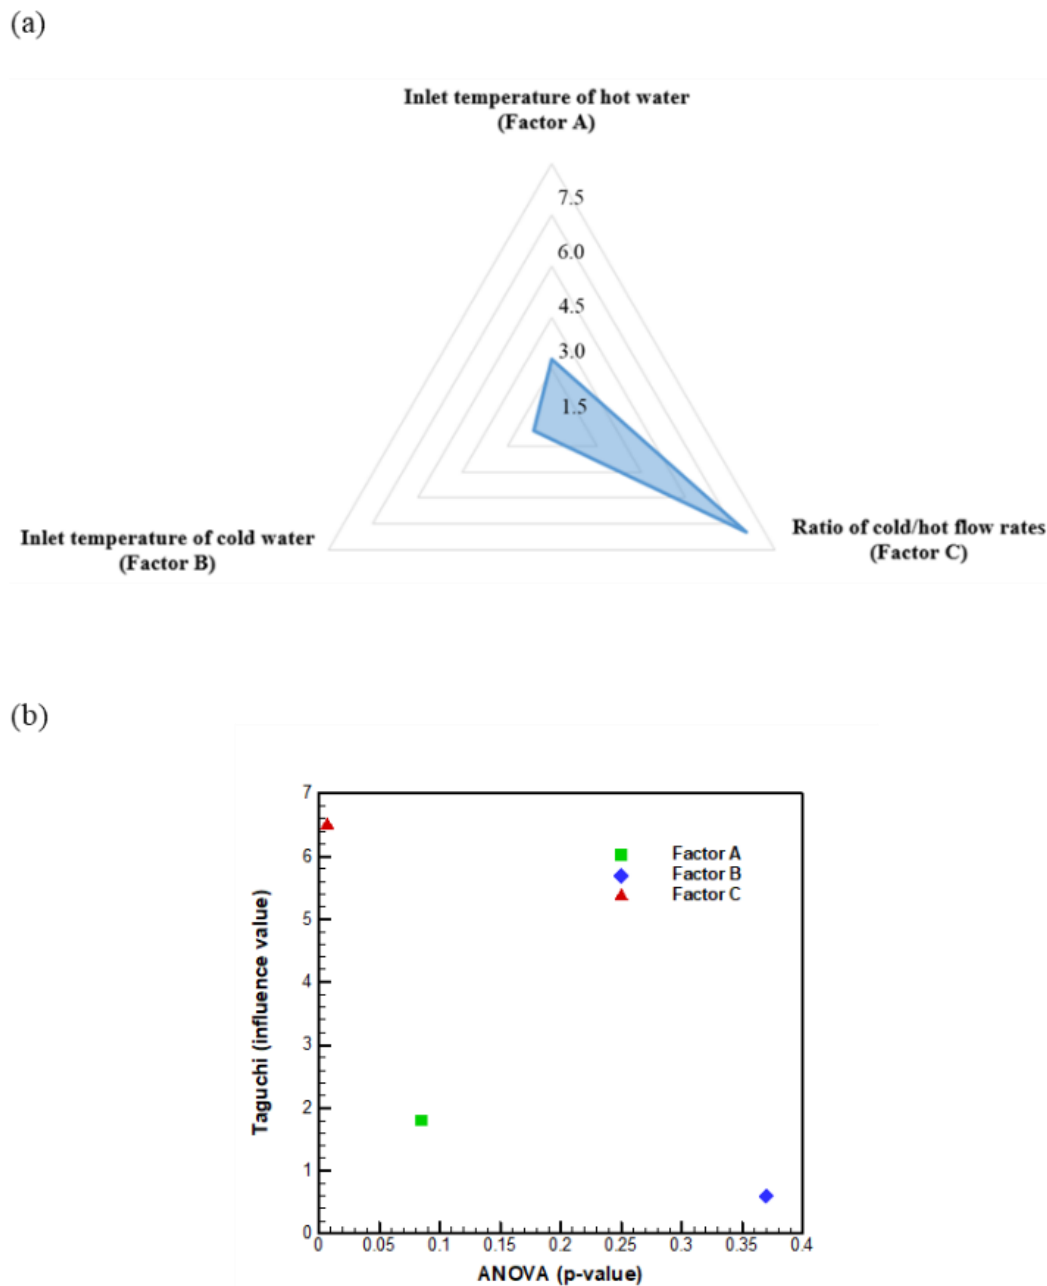 (a)
Inlet temperature of hot water
(Factor A)
7.5
6.0
4.5
3.0
1.5
Inlet temperature of cold water
(Factor B)
Ratio of cold/hot flow rates
(Factor C)
(b)
7
6
5
4
3
2
1
0
Taguchi (influence value)
Factor A
Factor B
Factor C
0 0.05 0.1 0.15 0.2 0.25 0.3 0.35 0.4
ANOVA (p-value)